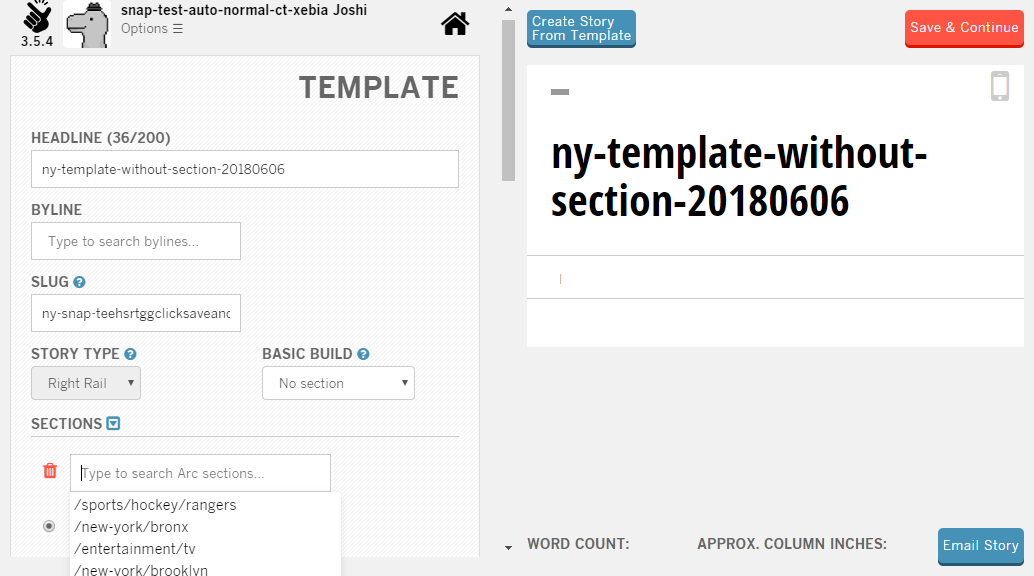 snap-test-auto-normal-ct-xebia Joshi
Options ☰
3.5.4
TEMPLATE
HEADLINE (36/200)
ny-template-without-section-20180606
BYLINE
Type to search bylines...
SLUG ?
ny-snap-teehsrtggclicksaveand
STORY TYPE ?
BASIC BUILD ?
Right Rail
No section
SECTIONS
Type to search Arc sections...
/sports/hockey/rangers
/new-york/bronx
/entertainment/tv
/new-york/brooklyn
Create Story
From Template
Save & Continue
ny-template-without-
section-20180606
WORD COUNT:
APPROX. COLUMN INCHES:
Email Story